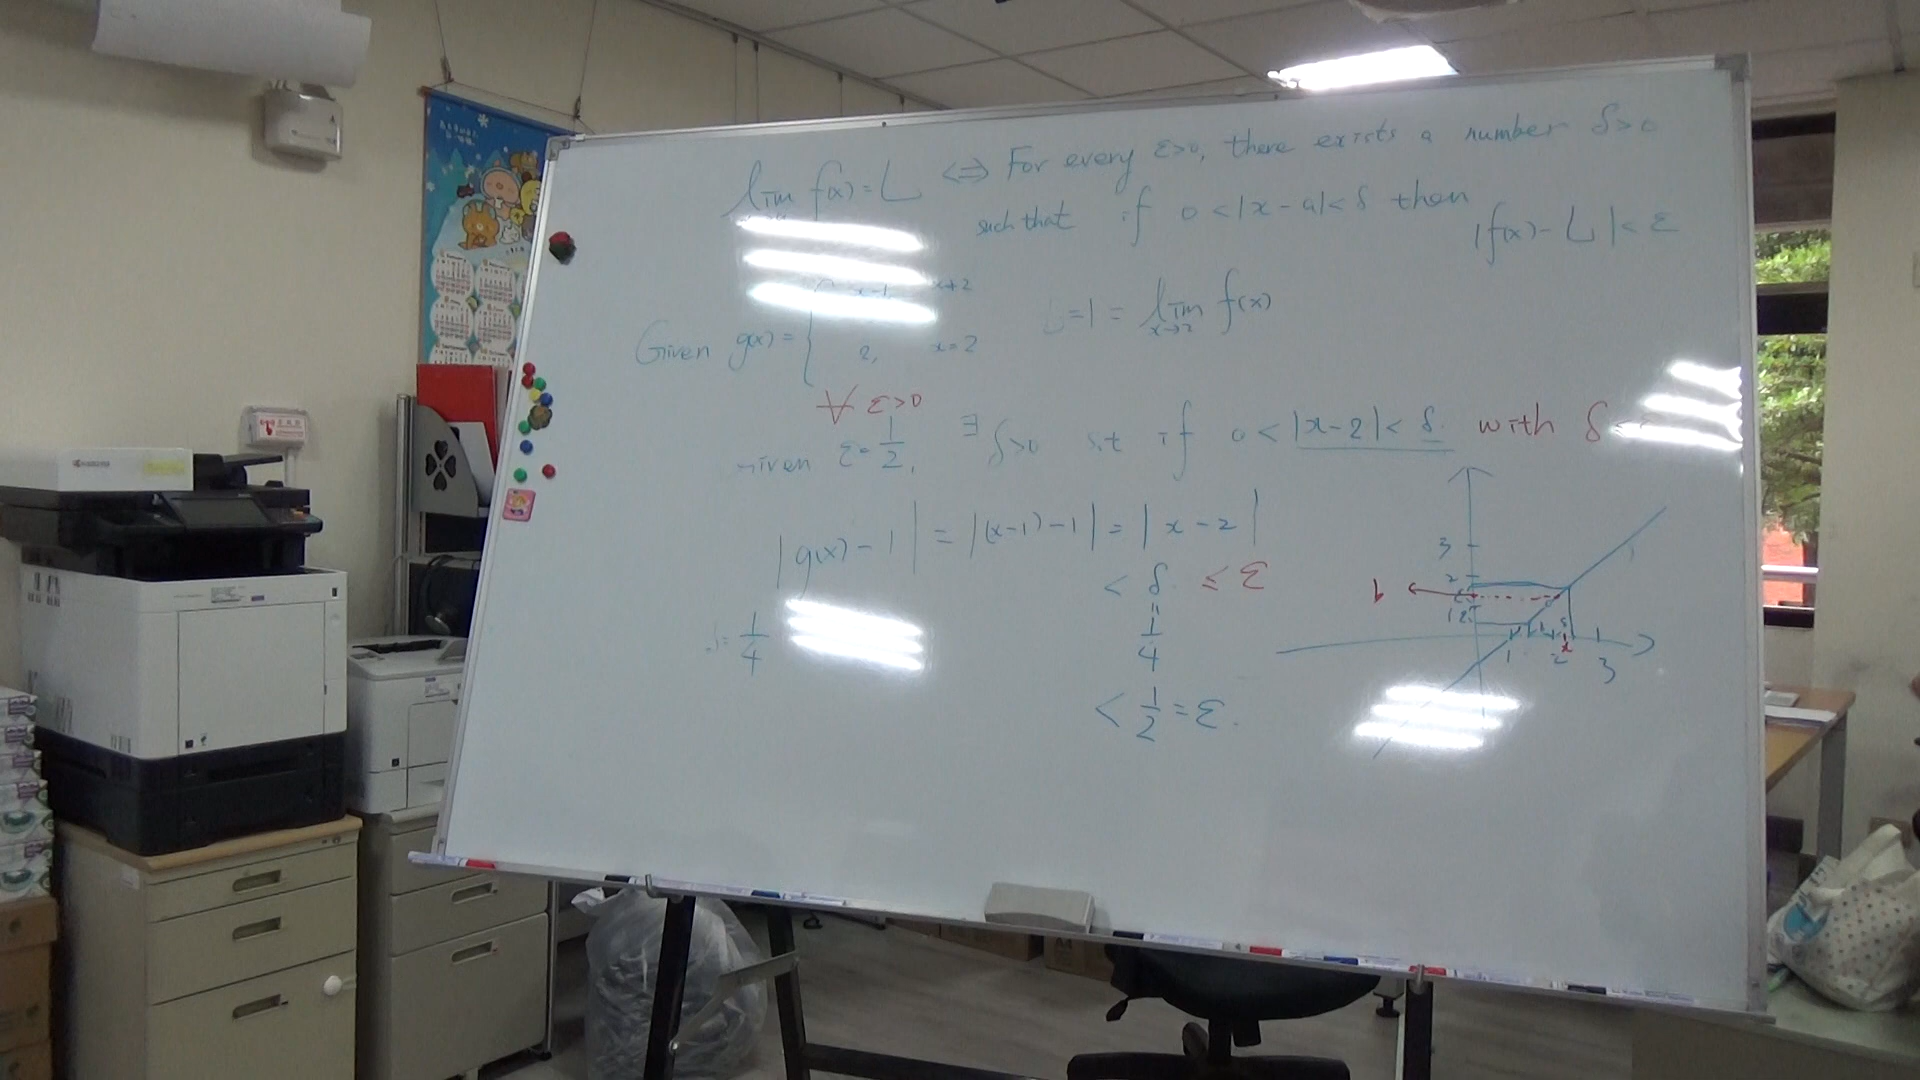 lim f(x) = L ⟺ For every ε>0, there exists a number δ>0
such that if 0<|x-a|<δ then |f(x)-L|<ε
x≠2
Given g(x) = {
2, x=2
=1 = lim f(x)
x→2
∀ ε>0
ε=1/2, ∃ δ>0 s.t if 0<|x-2|<δ. with δ
|g(x)-1| = |(x-1)-1| = |x-2|
< δ. ≤ ε
=
1/4
= 1/4
< 1/2 = ε.
3
2
1
1 2 x 3
KYOCERA